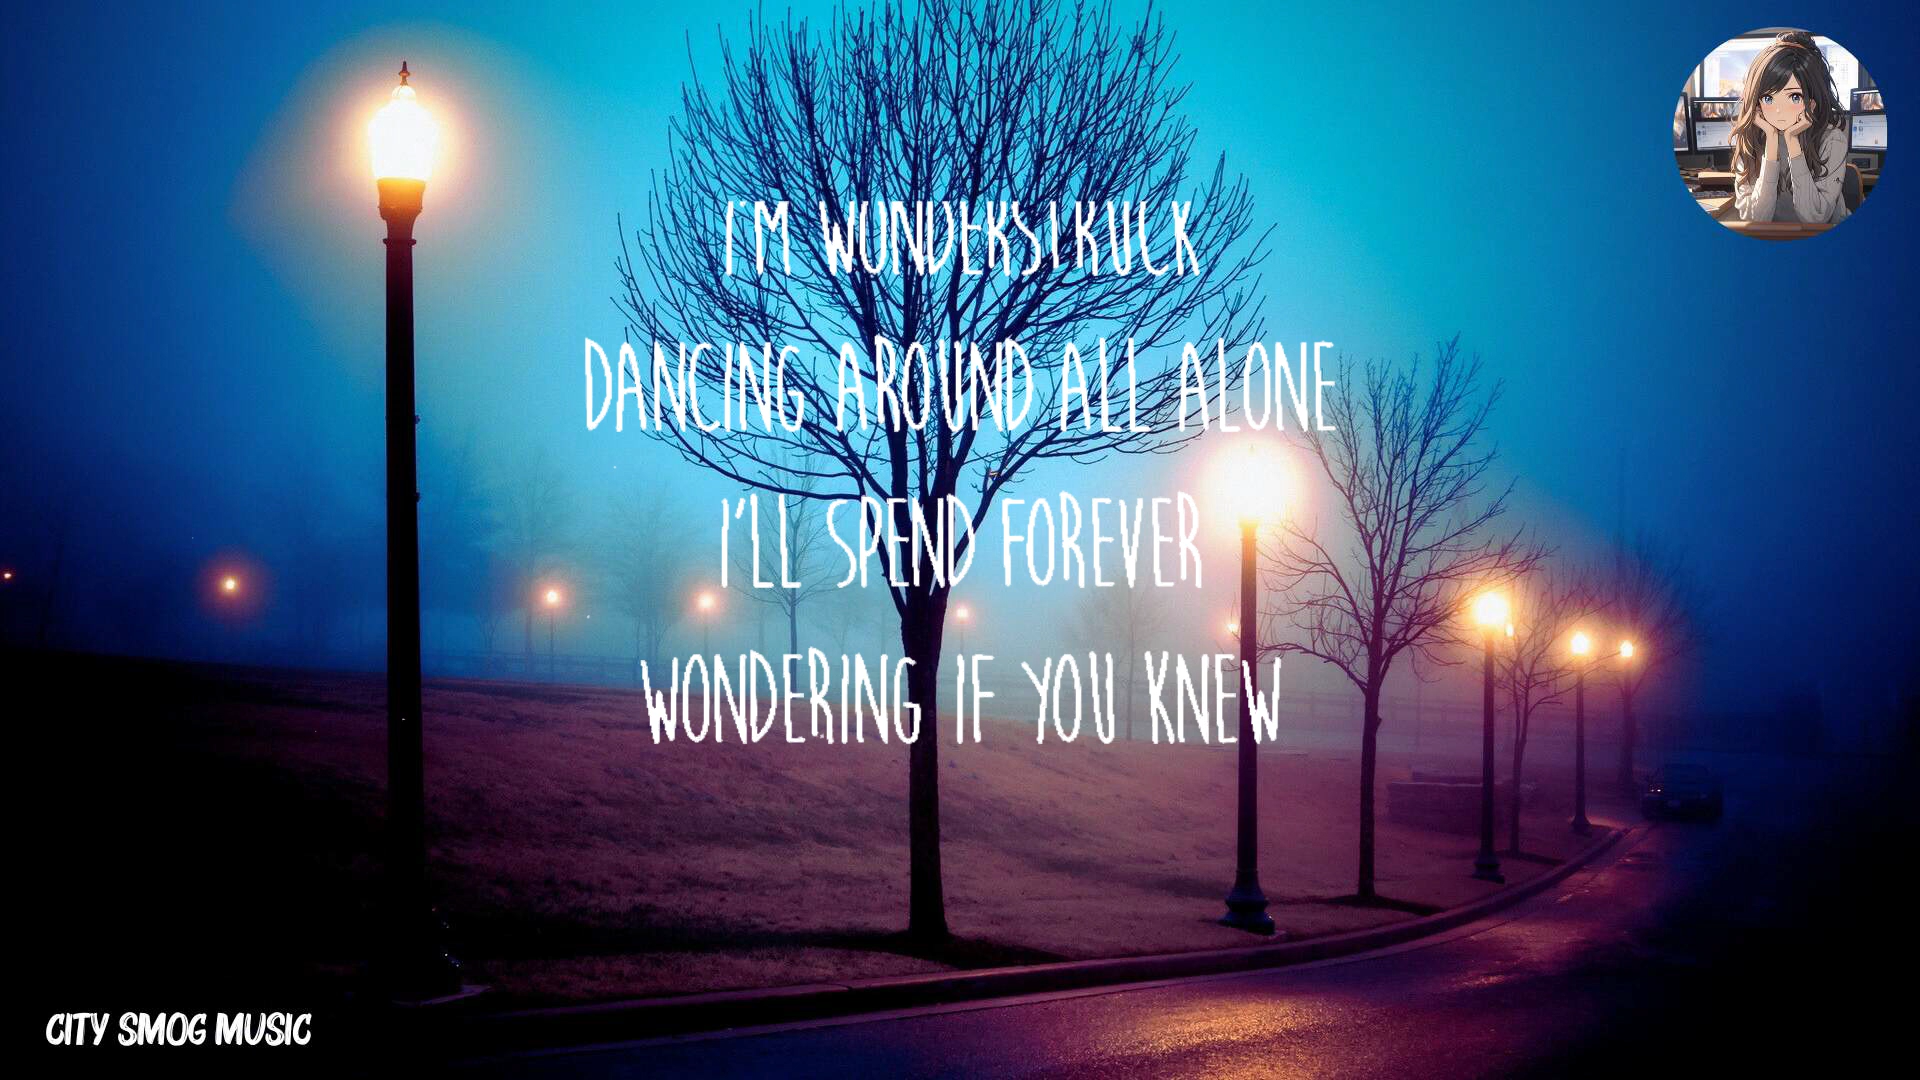 I'M WONDERSTRUCK
DANCING AROUND ALL ALONE
I'LL SPEND FOREVER
WONDERING IF YOU KNEW
CITY SMOG MUSIC